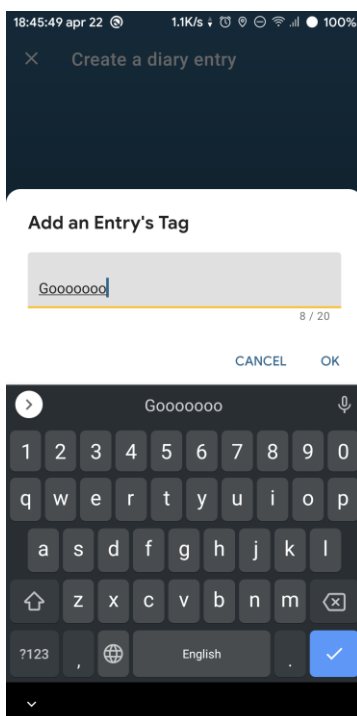 18:45:49 apr 22 1.1K/s 100%
Create a diary entry
Add an Entry's Tag
Gooooooo
8 / 20
CANCEL OK
Gooooooo
1 2 3 4 5 6 7 8 9 0
q w e r t y u i o p
a s d f g h j k l
z x c v b n m
?123 , English .